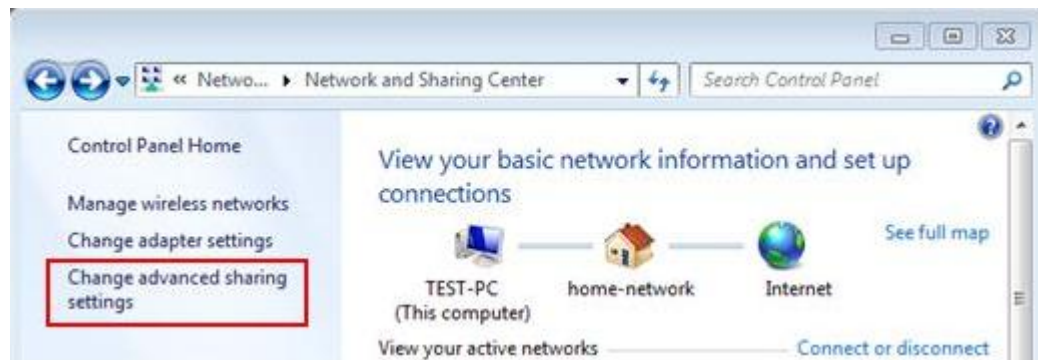 « Netwo... ▸ Network and Sharing Center
Search Control Panel
Control Panel Home
Manage wireless networks
Change adapter settings
Change advanced sharing
settings
View your basic network information and set up
connections
See full map
TEST-PC
(This computer)
home-network
Internet
View your active networks
Connect or disconnect